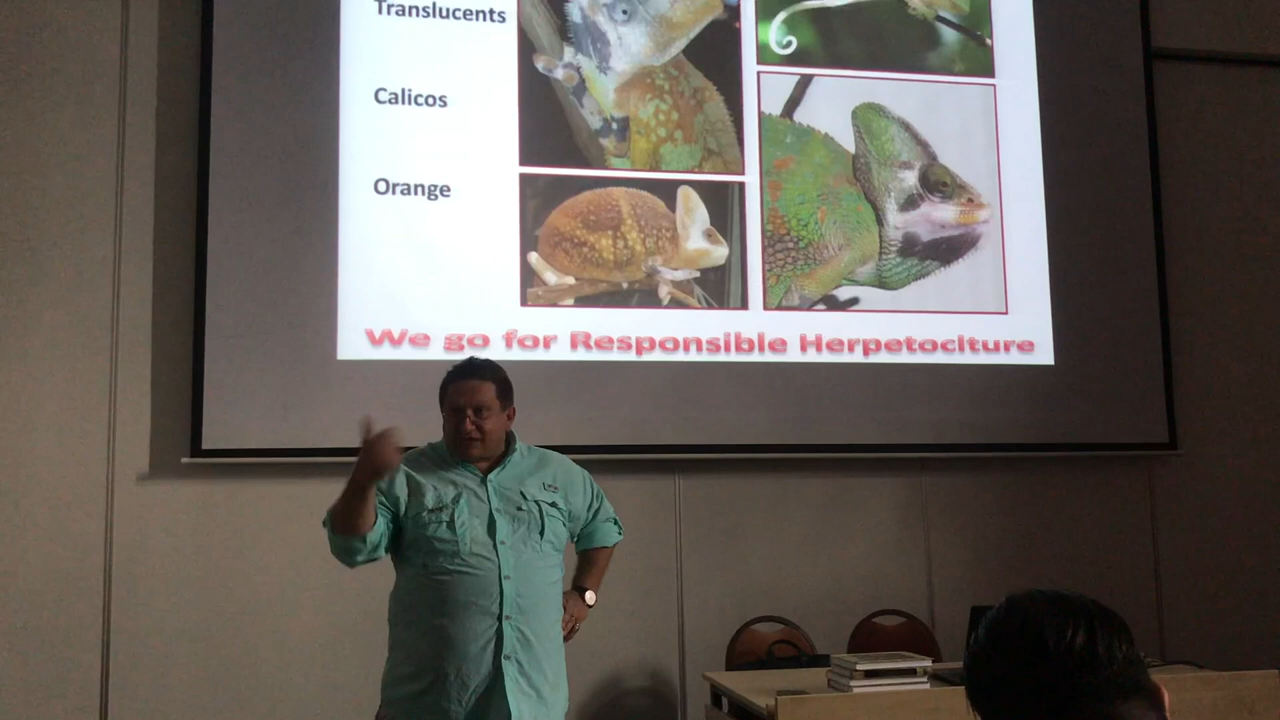 Translucents
Calicos
Orange
We go for Responsible Herpetoclture